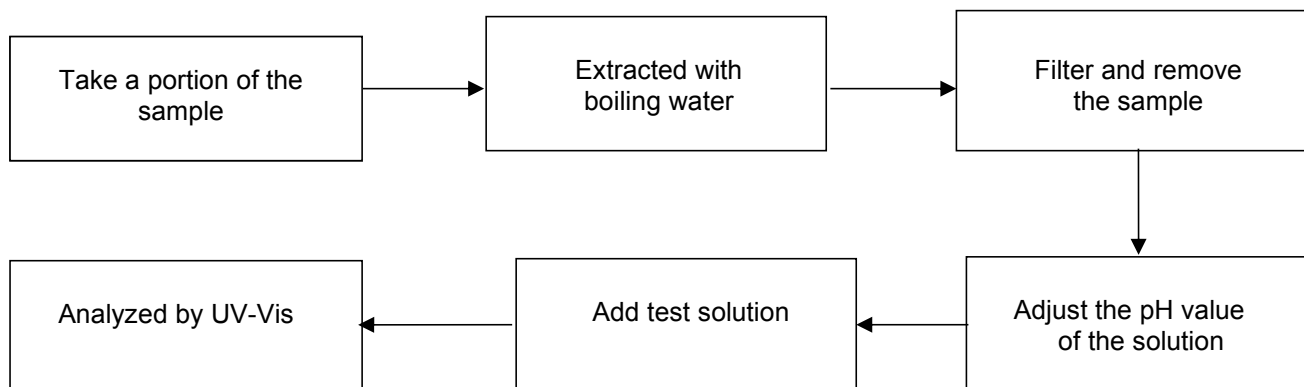 Take a portion of the
sample
Extracted with
boiling water
Filter and remove
the sample
Adjust the pH value
of the solution
Add test solution
Analyzed by UV-Vis